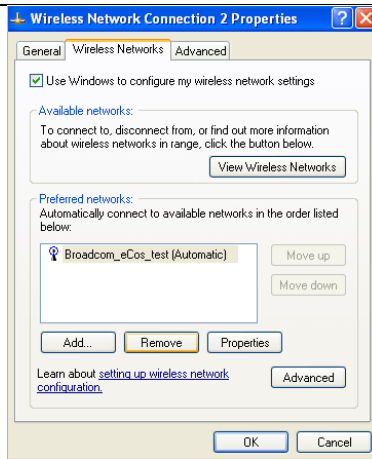 Wireless Network Connection 2 Properties
General Wireless Networks Advanced
Use Windows to configure my wireless network settings
Available networks:
To connect to, disconnect from, or find out more information
about wireless networks in range, click the button below.
View Wireless Networks
Preferred networks:
Automatically connect to available networks in the order listed
below:
Broadcom_eCos_test (Automatic)
Move up
Move down
Add... Remove Properties
Learn about setting up wireless network
configuration.
Advanced
OK Cancel